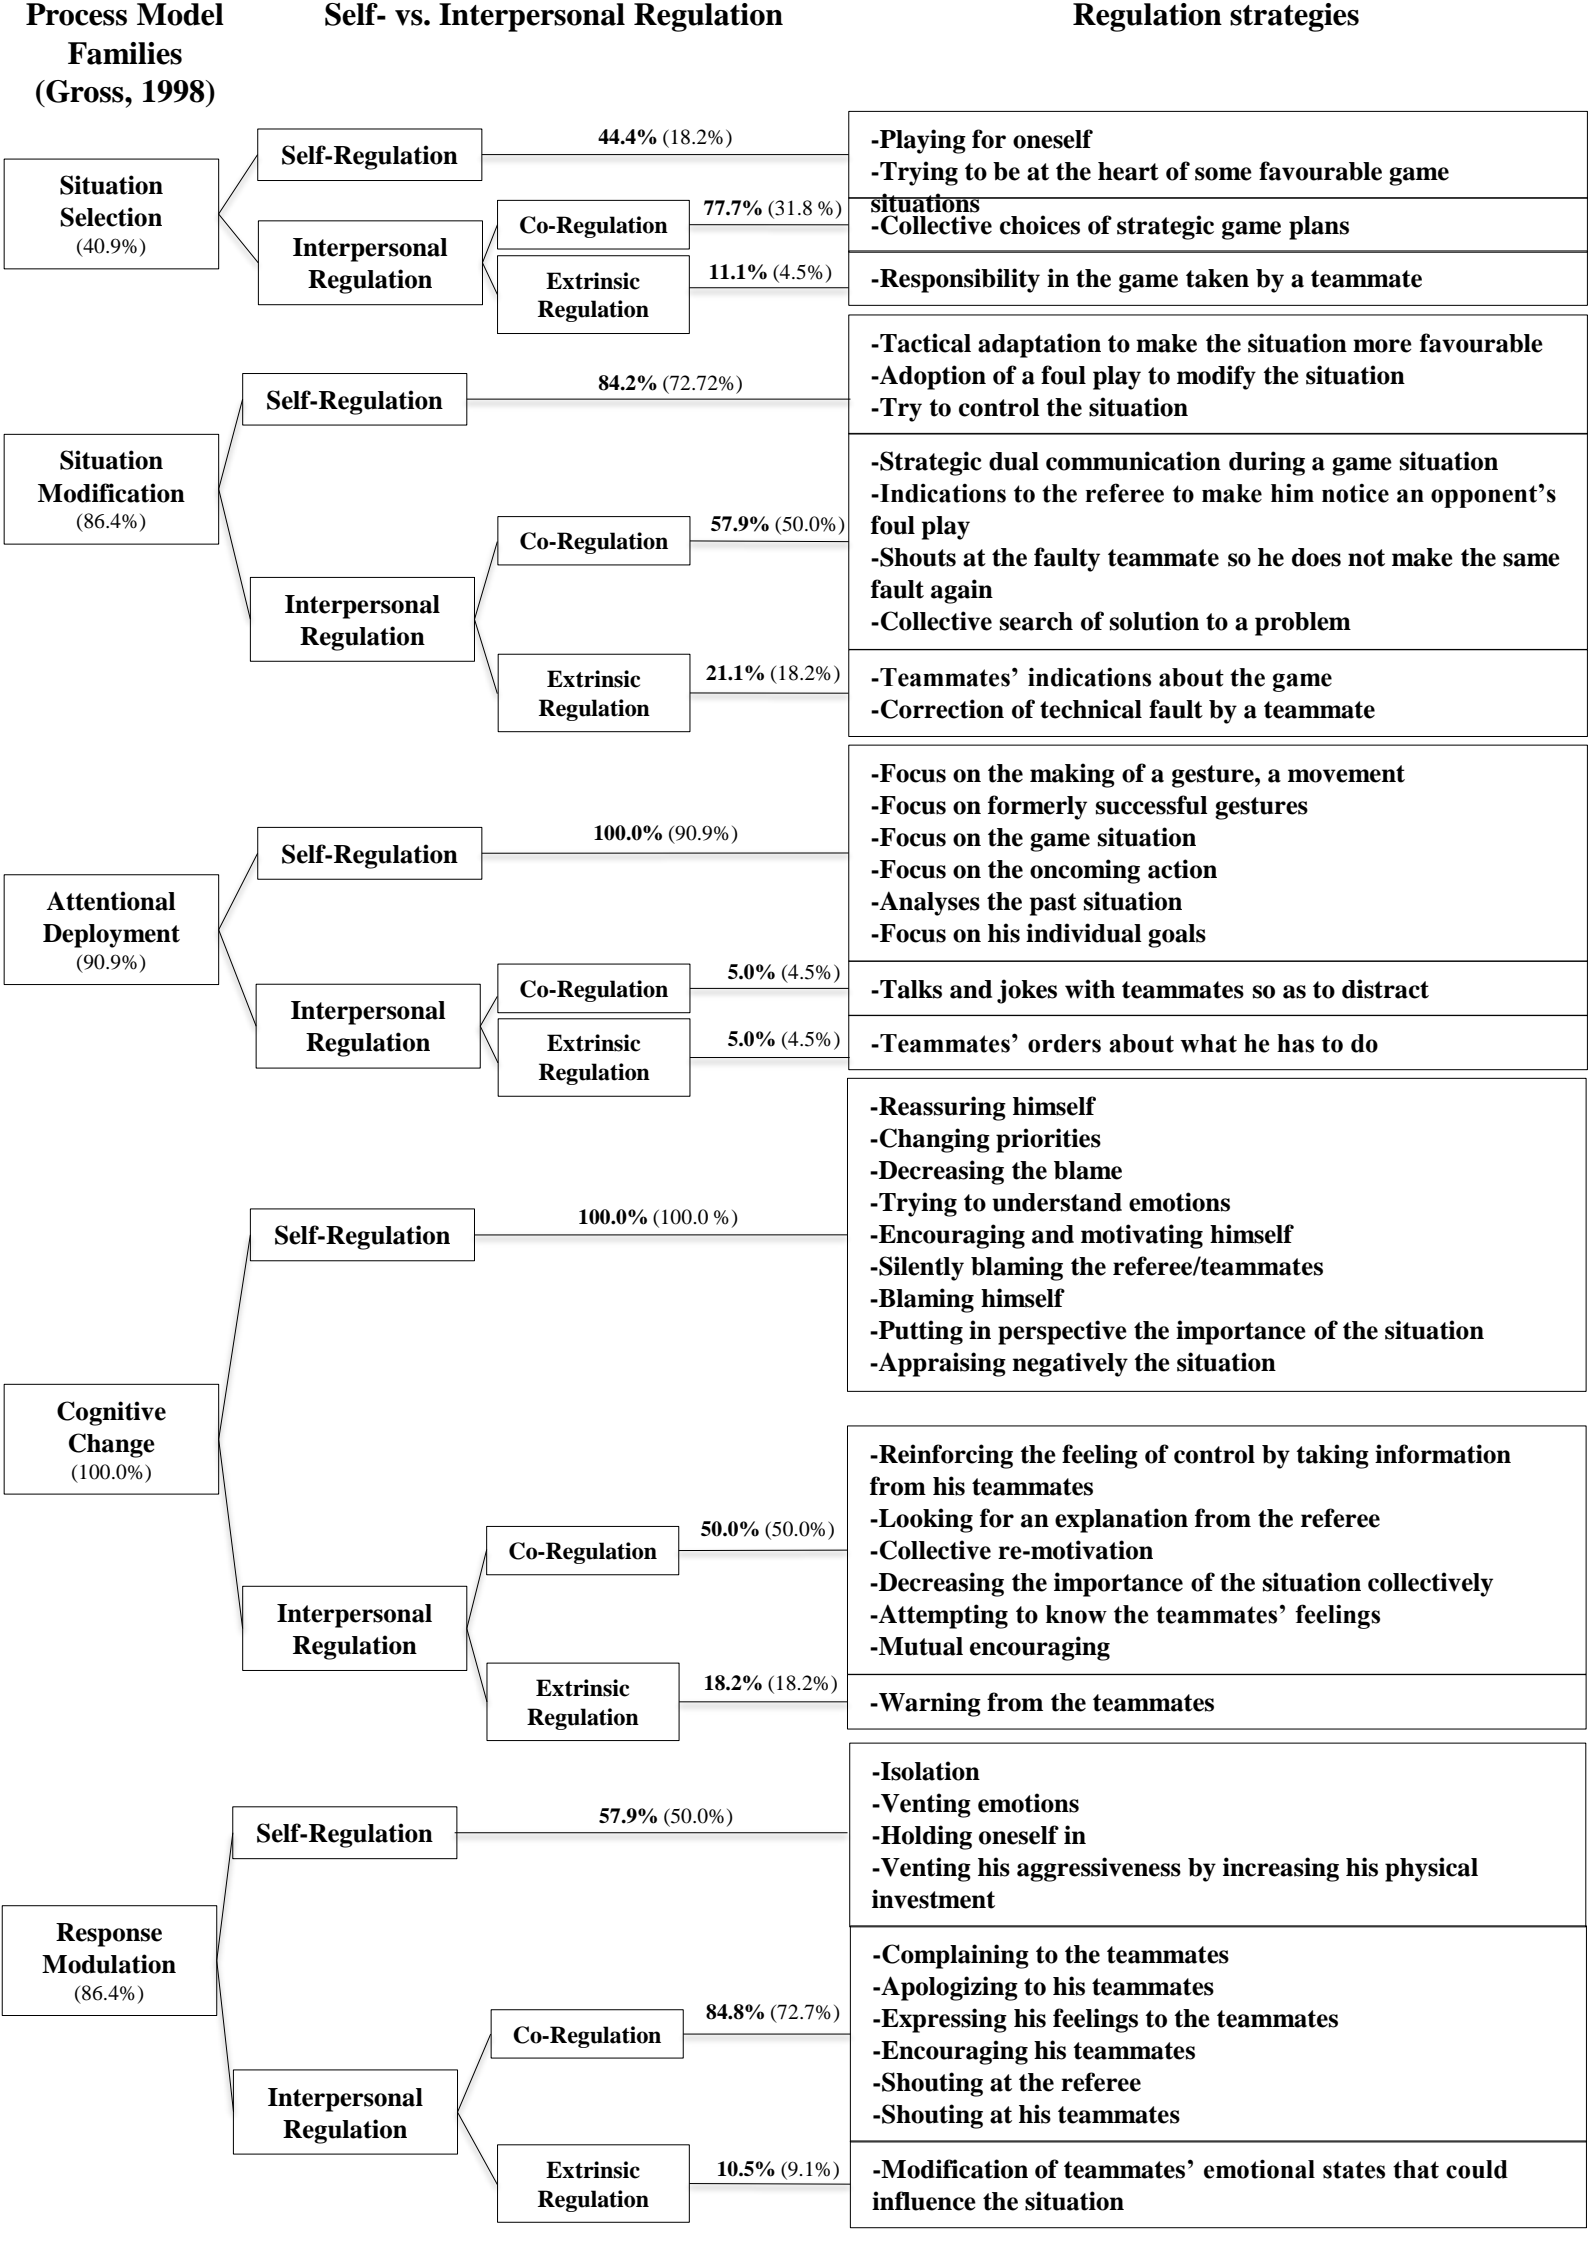 Process Model
Families
(Gross, 1998)
Self- vs. Interpersonal Regulation
Regulation strategies
Situation
Selection
(40.9%)
Self-Regulation
44.4% (18.2%)
-Playing for oneself
-Trying to be at the heart of some favourable game
situations
Interpersonal
Regulation
Co-Regulation
77.7% (31.8 %)
-Collective choices of strategic game plans
Extrinsic
Regulation
11.1% (4.5%)
-Responsibility in the game taken by a teammate
Situation
Modification
(86.4%)
Self-Regulation
84.2% (72.72%)
-Tactical adaptation to make the situation more favourable
-Adoption of a foul play to modify the situation
-Try to control the situation
Interpersonal
Regulation
Co-Regulation
57.9% (50.0%)
-Strategic dual communication during a game situation
-Indications to the referee to make him notice an opponent’s
foul play
-Shouts at the faulty teammate so he does not make the same
fault again
-Collective search of solution to a problem
Extrinsic
Regulation
21.1% (18.2%)
-Teammates’ indications about the game
-Correction of technical fault by a teammate
Attentional
Deployment
(90.9%)
Self-Regulation
100.0% (90.9%)
-Focus on the making of a gesture, a movement
-Focus on formerly successful gestures
-Focus on the game situation
-Focus on the oncoming action
-Analyses the past situation
-Focus on his individual goals
Interpersonal
Regulation
Co-Regulation
5.0% (4.5%)
-Talks and jokes with teammates so as to distract
Extrinsic
Regulation
5.0% (4.5%)
-Teammates’ orders about what he has to do
Cognitive
Change
(100.0%)
Self-Regulation
100.0% (100.0 %)
-Reassuring himself
-Changing priorities
-Decreasing the blame
-Trying to understand emotions
-Encouraging and motivating himself
-Silently blaming the referee/teammates
-Blaming himself
-Putting in perspective the importance of the situation
-Appraising negatively the situation
Interpersonal
Regulation
Co-Regulation
50.0% (50.0%)
-Reinforcing the feeling of control by taking information
from his teammates
-Looking for an explanation from the referee
-Collective re-motivation
-Decreasing the importance of the situation collectively
-Attempting to know the teammates’ feelings
-Mutual encouraging
Extrinsic
Regulation
18.2% (18.2%)
-Warning from the teammates
Response
Modulation
(86.4%)
Self-Regulation
57.9% (50.0%)
-Isolation
-Venting emotions
-Holding oneself in
-Venting his aggressiveness by increasing his physical
investment
Interpersonal
Regulation
Co-Regulation
84.8% (72.7%)
-Complaining to the teammates
-Apologizing to his teammates
-Expressing his feelings to the teammates
-Encouraging his teammates
-Shouting at the referee
-Shouting at his teammates
Extrinsic
Regulation
10.5% (9.1%)
-Modification of teammates’ emotional states that could
influence the situation